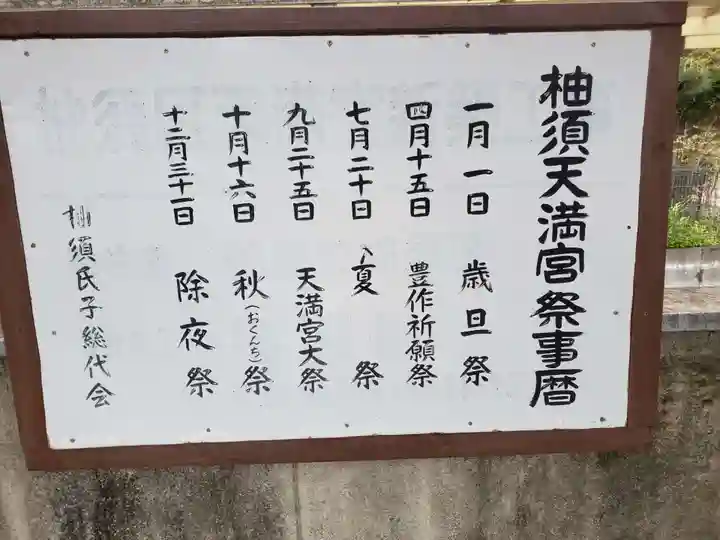 柚須天満宮祭事暦
一月一日 歳旦祭
四月十五日 豊作祈願祭
七月二十日 夏祭
九月二十五日 天満宮大祭
十月十六日 秋(おくんち)祭
十二月三十一日 除夜祭
柚須氏子総代会